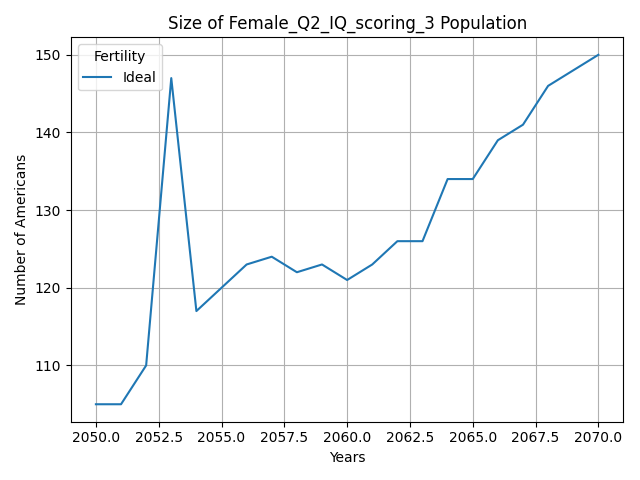 Size of Female_Q2_IQ_scoring_3 Population
Fertility
Ideal
Number of Americans
150
140
130
120
110
2050.0 2052.5 2055.0 2057.5 2060.0 2062.5 2065.0 2067.5 2070.0
Years